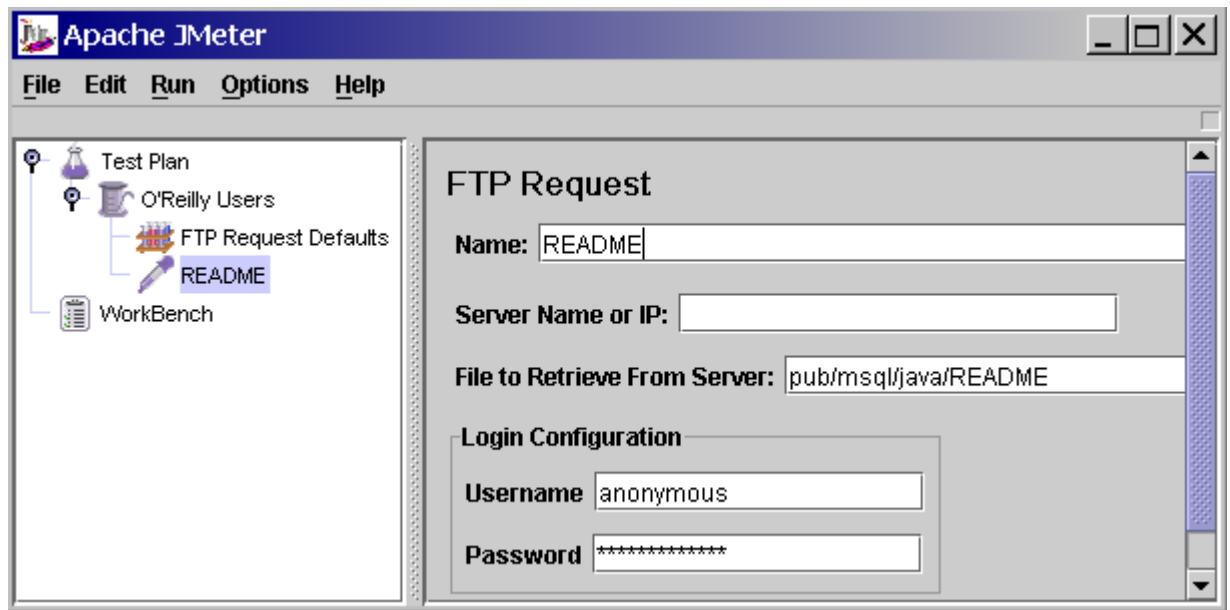 Apache JMeter
File Edit Run Options Help
Test Plan
O'Reilly Users
FTP Request Defaults
README
WorkBench
FTP Request
Name: README
Server Name or IP:
File to Retrieve From Server: pub/msql/java/README
Login Configuration
Username anonymous
Password *************